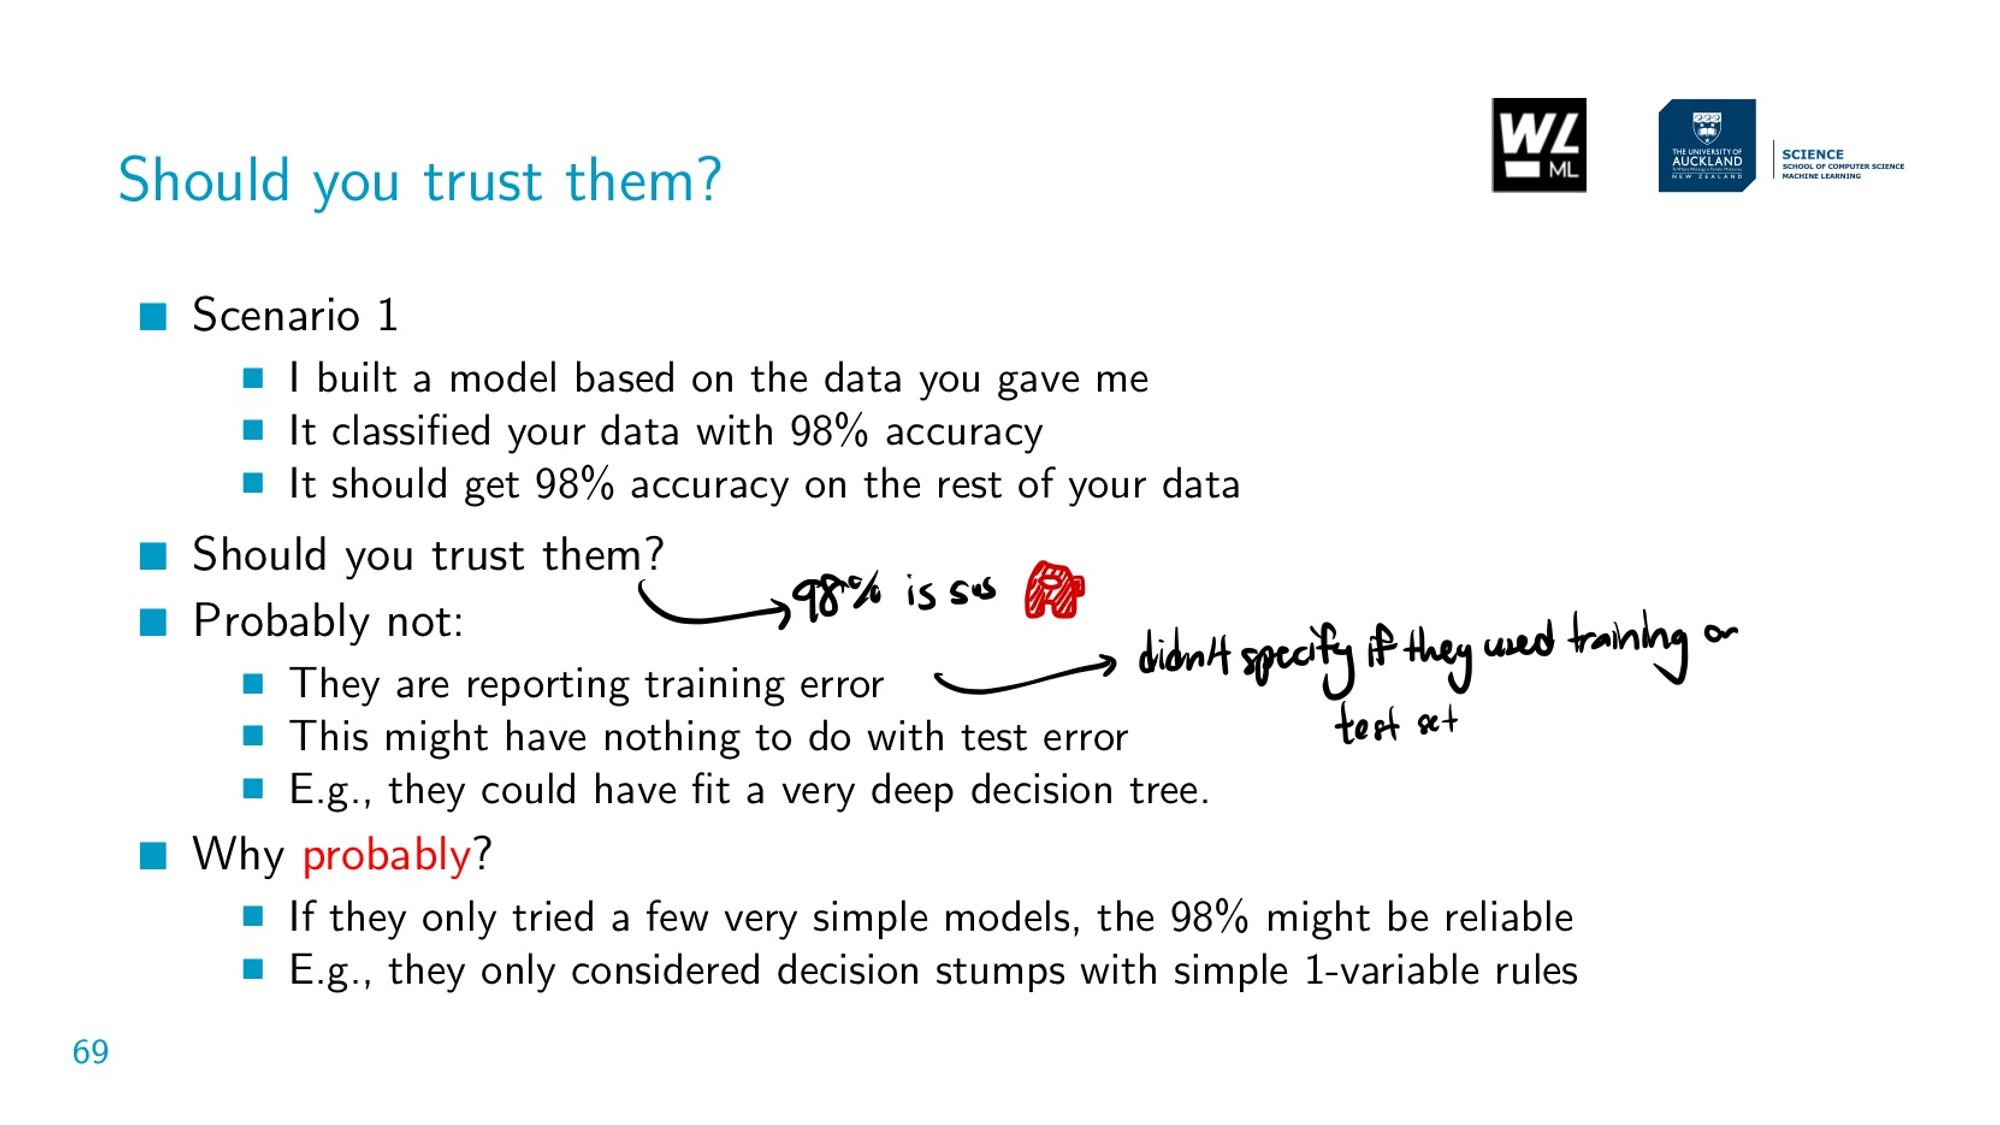 Should you trust them?
WL
ML
THE UNIVERSITY OF
AUCKLAND
NEW ZEALAND
SCIENCE
SCHOOL OF COMPUTER SCIENCE
MACHINE LEARNING
Scenario 1
I built a model based on the data you gave me
It classified your data with 98% accuracy
It should get 98% accuracy on the rest of your data
Should you trust them?
98% is sus
Probably not:
didn't specify if they used training or
test set
They are reporting training error
This might have nothing to do with test error
E.g., they could have fit a very deep decision tree.
Why probably?
If they only tried a few very simple models, the 98% might be reliable
E.g., they only considered decision stumps with simple 1-variable rules
69